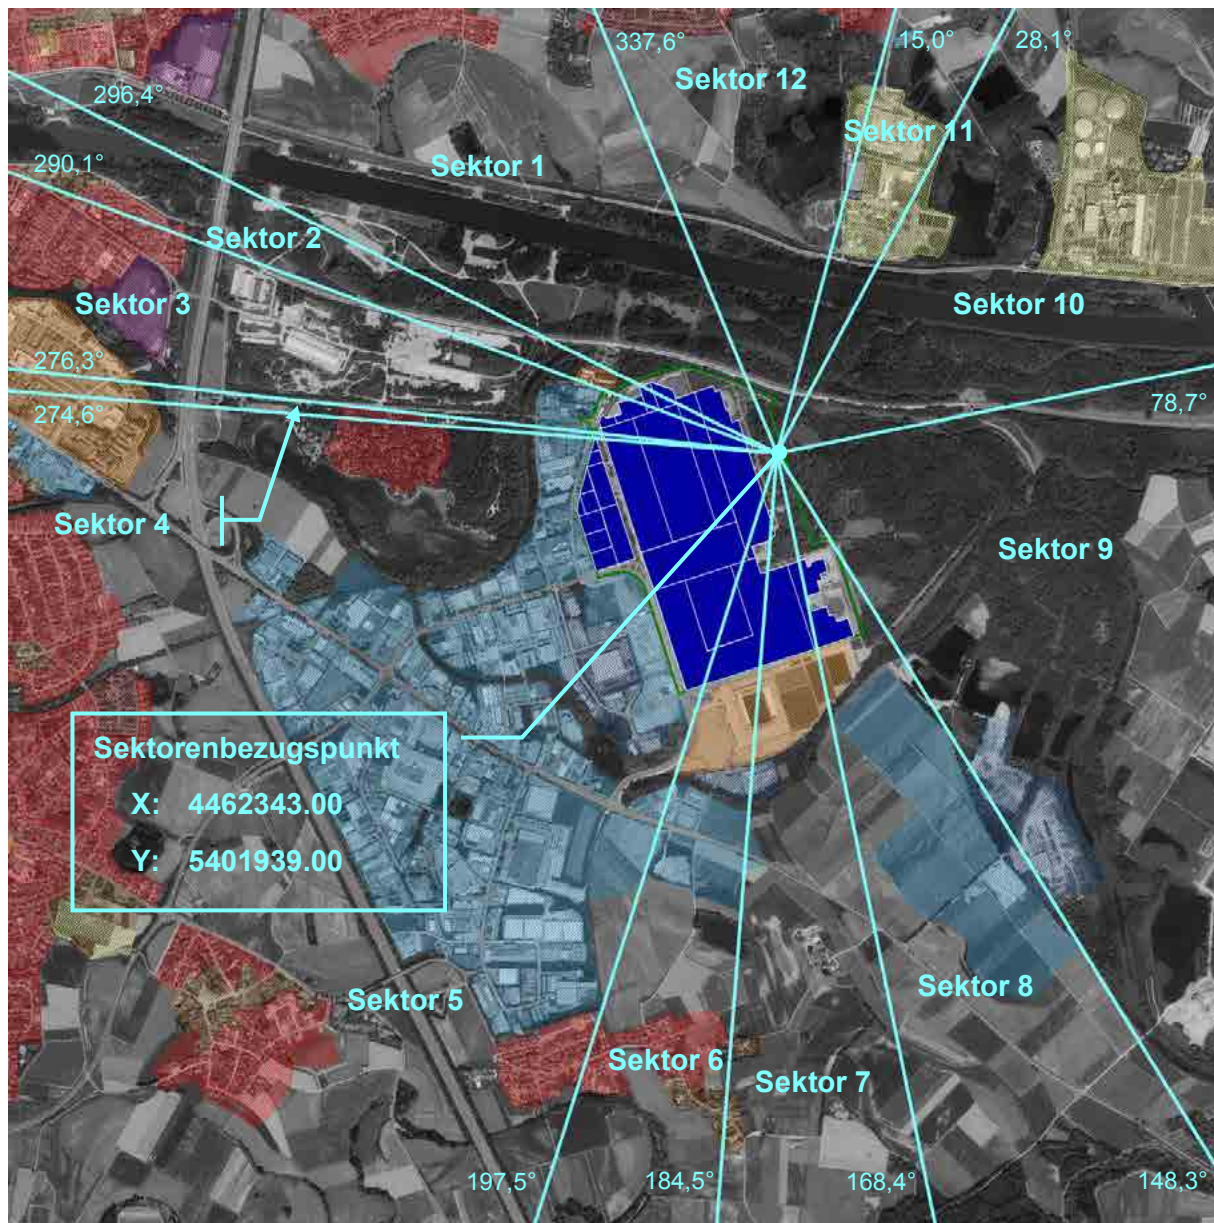 337,6°
15,0°
28,1°
Sektor 12
296,4°
Sektor 11
290,1°
Sektor 1
Sektor 2
Sektor 3
Sektor 10
276,3°
274,6°
78,7°
Sektor 4
Sektor 9
Sektorenbezugspunkt
X: 4462343.00
Y: 5401939.00
Sektor 8
Sektor 5
Sektor 6
Sektor 7
197,5°
184,5°
168,4°
148,3°